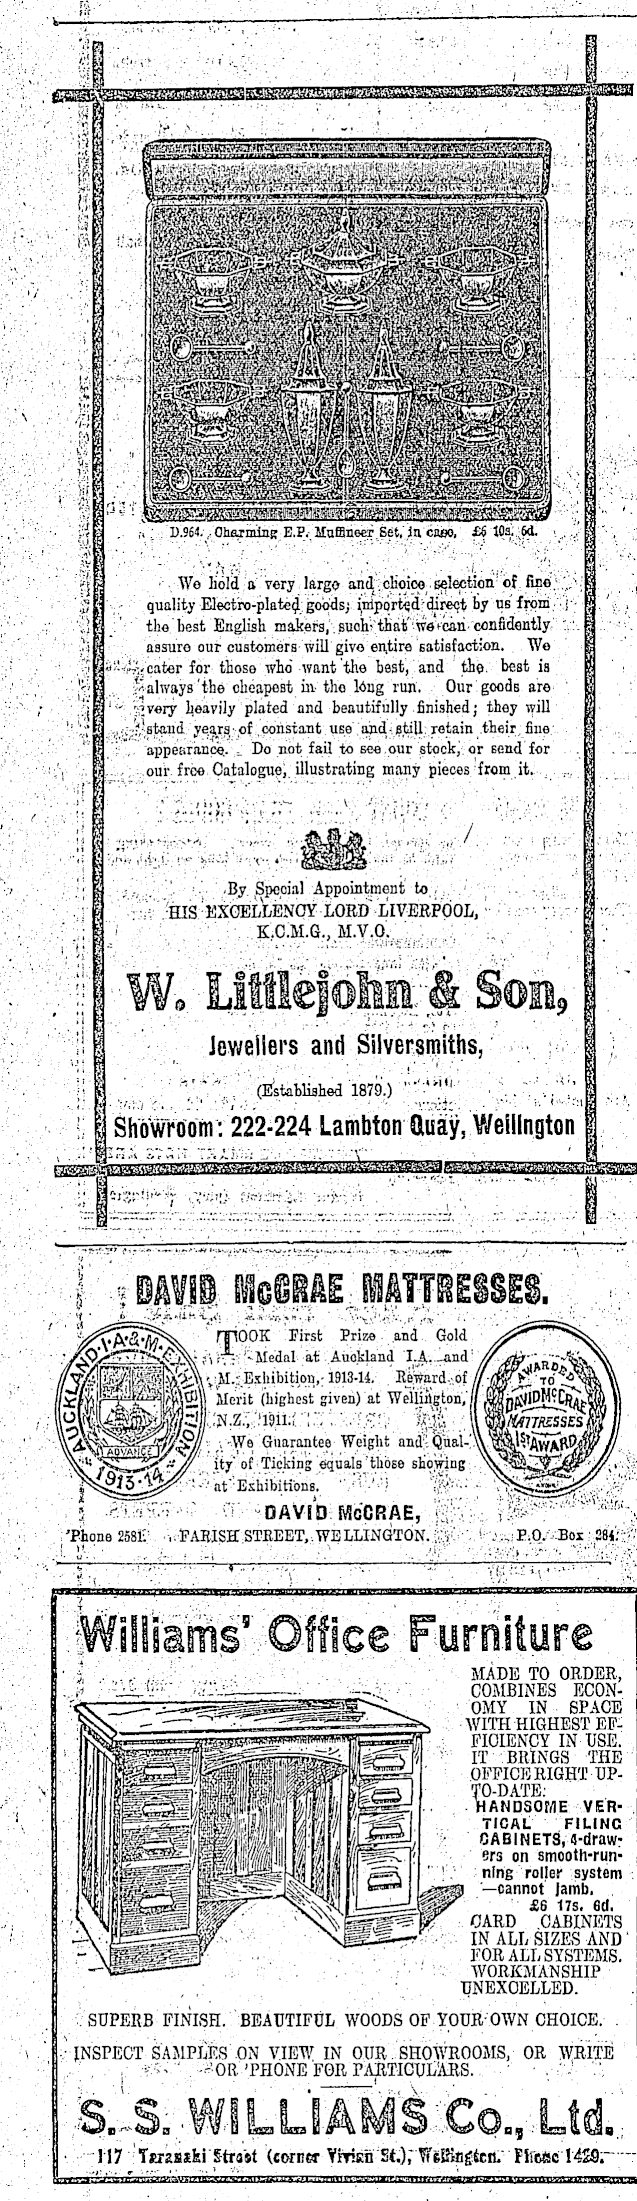 D.964. Charming E.P. Muffineer Set, in case, £6 10s. 6d.
We hold a very large and choice selection of fine
quality Electro-plated goods; imported direct by us from
the best English makers, such that we can confidently
assure our customers will give entire satisfaction. We
cater for those who want the best, and the best is
always the cheapest in the long run. Our goods are
very heavily plated and beautifully finished; they will
stand years of constant use and still retain their fine
appearance. Do not fail to see our stock, or send for
our free Catalogue, illustrating many pieces from it.
By Special Appointment to
HIS EXCELLENCY LORD LIVERPOOL,
K.C.M.G., M.V.O.
W. Littlejohn & Son,
Jewellers and Silversmiths,
(Established 1879.)
Showroom: 222-224 Lambton Quay, Wellington
DAVID McCRAE MATTRESSES.
AUCKLAND·I·A·&·M·EXHIBITION
ADVANCE
1913-14
TOOK First Prize and Gold
Medal at Auckland I.A. and
M. Exhibition, 1913-14. Reward of
Merit (highest given) at Wellington,
N.Z., 1911.
We Guarantee Weight and Qual-
ity of Ticking equals those showing
at Exhibitions.
AWARDED
TO
DAVID McCRAE
MATTRESSES
1ST AWARD
DAVID McCRAE,
'Phone 2581. FARISH STREET, WELLINGTON. P.O. Box 284.
Williams' Office Furniture
MADE TO ORDER,
COMBINES ECON-
OMY IN SPACE
WITH HIGHEST EF-
FICIENCY IN USE.
IT BRINGS THE
OFFICE RIGHT UP-
TO-DATE:
HANDSOME VER-
TICAL FILING
CABINETS, 4-draw-
ers on smooth-run-
ning roller system
—cannot jamb.
£6 17s. 6d.
CARD CABINETS
IN ALL SIZES AND
FOR ALL SYSTEMS.
WORKMANSHIP
UNEXCELLED.
SUPERB FINISH. BEAUTIFUL WOODS OF YOUR OWN CHOICE.
INSPECT SAMPLES ON VIEW IN OUR SHOWROOMS, OR WRITE
OR 'PHONE FOR PARTICULARS.
S. S. WILLIAMS Co., Ltd.
117 Taranaki Street (corner Vivian St.), Wellington. Phone 1429.